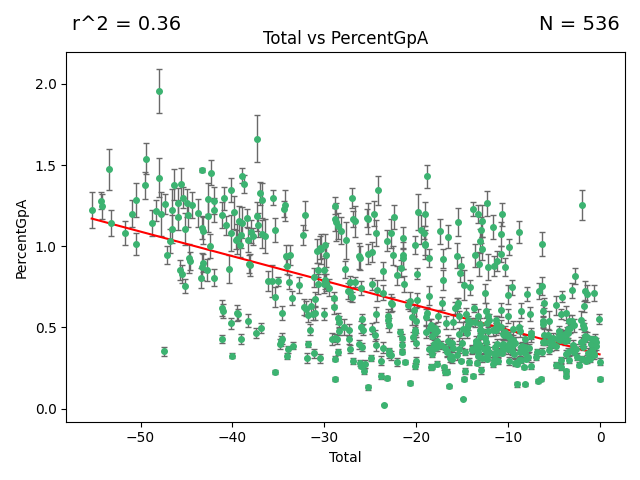 r^2 = 0.36
N = 536
Total vs PercentGpA
2.0
1.5
1.0
0.5
0.0
PercentGpA
−50
−40
−30
−20
−10
0
Total